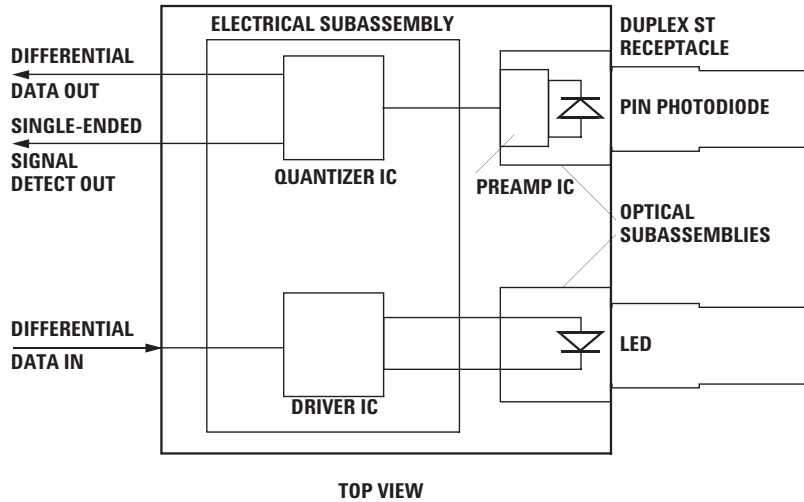 ELECTRICAL SUBASSEMBLY
DUPLEX ST
RECEPTACLE
DIFFERENTIAL
DATA OUT
PIN PHOTODIODE
SINGLE-ENDED
SIGNAL
DETECT OUT
QUANTIZER IC
PREAMP IC
OPTICAL
SUBASSEMBLIES
DIFFERENTIAL
DATA IN
LED
DRIVER IC
TOP VIEW